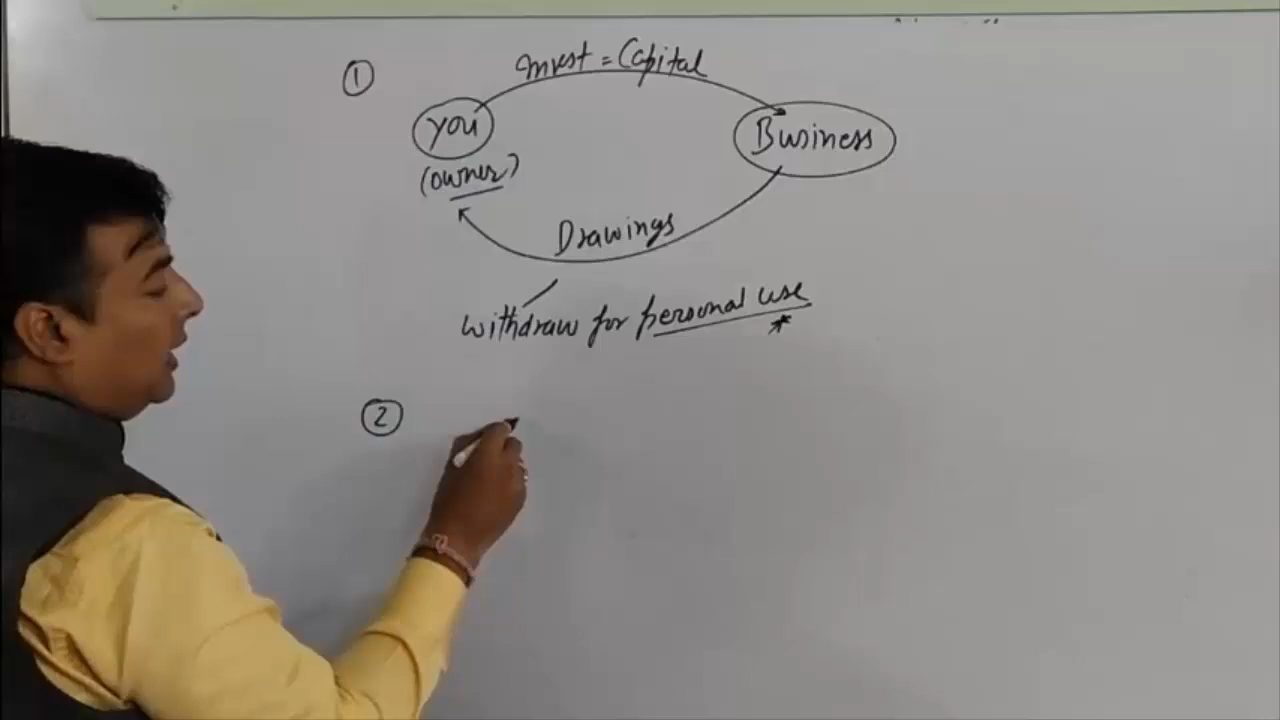 ①
Invest = Capital
you
Business
(owner)
Drawings
withdraw for personal use
*
②